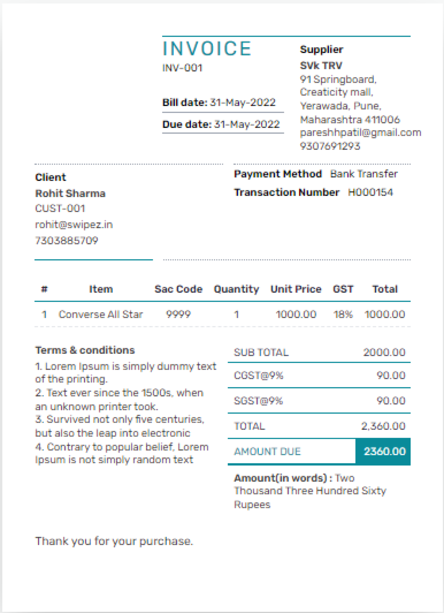 INVOICE
INV-001
Bill date: 31-May-2022
Due date: 31-May-2022
Supplier
SVk TRV
91 Springboard,
Creaticity mall,
Yerawada, Pune,
Maharashtra 411006
pareshhpatil@gmail.com
9307691293
Client
Rohit Sharma
CUST-001
rohit@swipez.in
7303885709
Payment Method Bank Transfer
Transaction Number H000154
# Item Sac Code Quantity Unit Price GST Total
1 Converse All Star 9999 1 1000.00 18% 1000.00
Terms & conditions
1. Lorem Ipsum is simply dummy text
of the printing.
2. Text ever since the 1500s, when
an unknown printer took.
3. Survived not only five centuries,
but also the leap into electronic
4. Contrary to popular belief, Lorem
Ipsum is not simply random text
SUB TOTAL 2000.00
CGST@9% 90.00
SGST@9% 90.00
TOTAL 2,360.00
AMOUNT DUE 2360.00
Amount(in words) : Two
Thousand Three Hundred Sixty
Rupees
Thank you for your purchase.